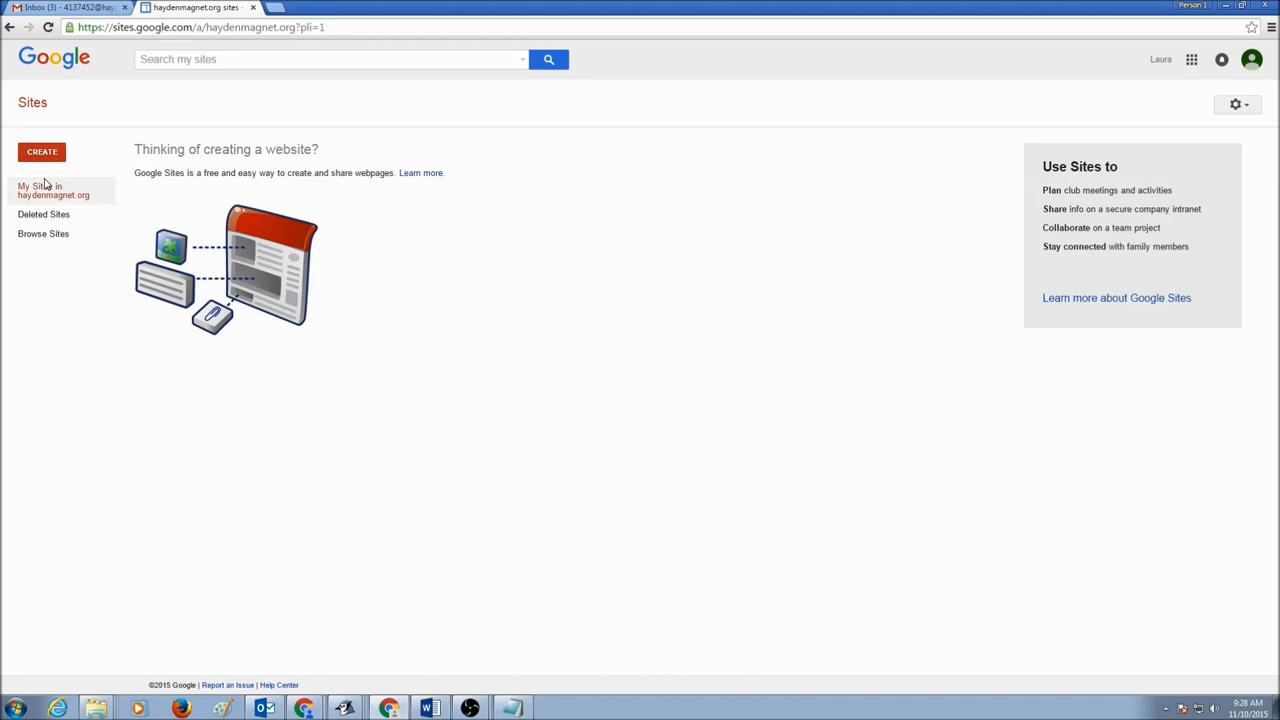 Inbox (3) - 4137452@hay
haydenmagnet.org sites -
Person 1
https://sites.google.com/a/haydenmagnet.org?pli=1
Google
Search my sites
Laura
Sites
CREATE
My Sites in
haydenmagnet.org
Deleted Sites
Browse Sites
Thinking of creating a website?
Google Sites is a free and easy way to create and share webpages. Learn more.
Use Sites to
Plan club meetings and activities
Share info on a secure company intranet
Collaborate on a team project
Stay connected with family members
Learn more about Google Sites
©2015 Google | Report an Issue | Help Center
9:28 AM
11/10/2015